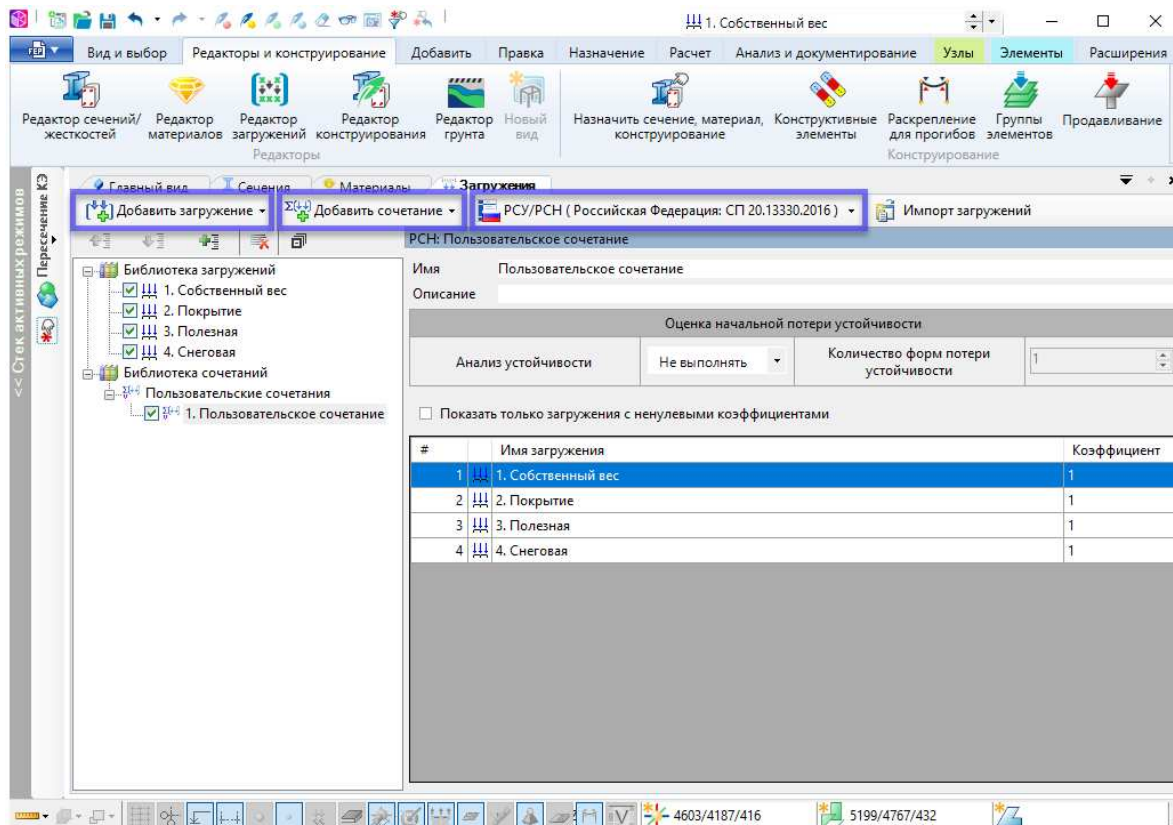 1. Собственный вес
FEP
Вид и выбор Редакторы и конструирование Добавить Правка Назначение Расчет Анализ и документирование Узлы Элементы Расширения
Редактор сечений/ жесткостей
Редактор материалов
Редактор загружений
Редактор конструирования
Редактор грунта
Новый вид
Назначить сечение, материал, конструирование
Конструктивные элементы
Раскрепление для прогибов
Группы элементов
Продавливание
Редакторы
Конструирование
<< Стек активных режимов
Пересечение КЭ
Главный вид Сечения Материалы Загружения
Добавить загружение Добавить сочетание РСУ/РСН ( Российская Федерация: СП 20.13330.2016 ) Импорт загружений
Библиотека загружений
1. Собственный вес
2. Покрытие
3. Полезная
4. Снеговая
Библиотека сочетаний
Пользовательские сочетания
1. Пользовательское сочетание
РСН: Пользовательское сочетание
Имя Пользовательское сочетание
Описание
Оценка начальной потери устойчивости
Анализ устойчивости Не выполнять Количество форм потери устойчивости 1
Показать только загружения с ненулевыми коэффициентами
# Имя загружения Коэффициент
1 1. Собственный вес 1
2 2. Покрытие 1
3 3. Полезная 1
4 4. Снеговая 1
4603/4187/416 5199/4767/432